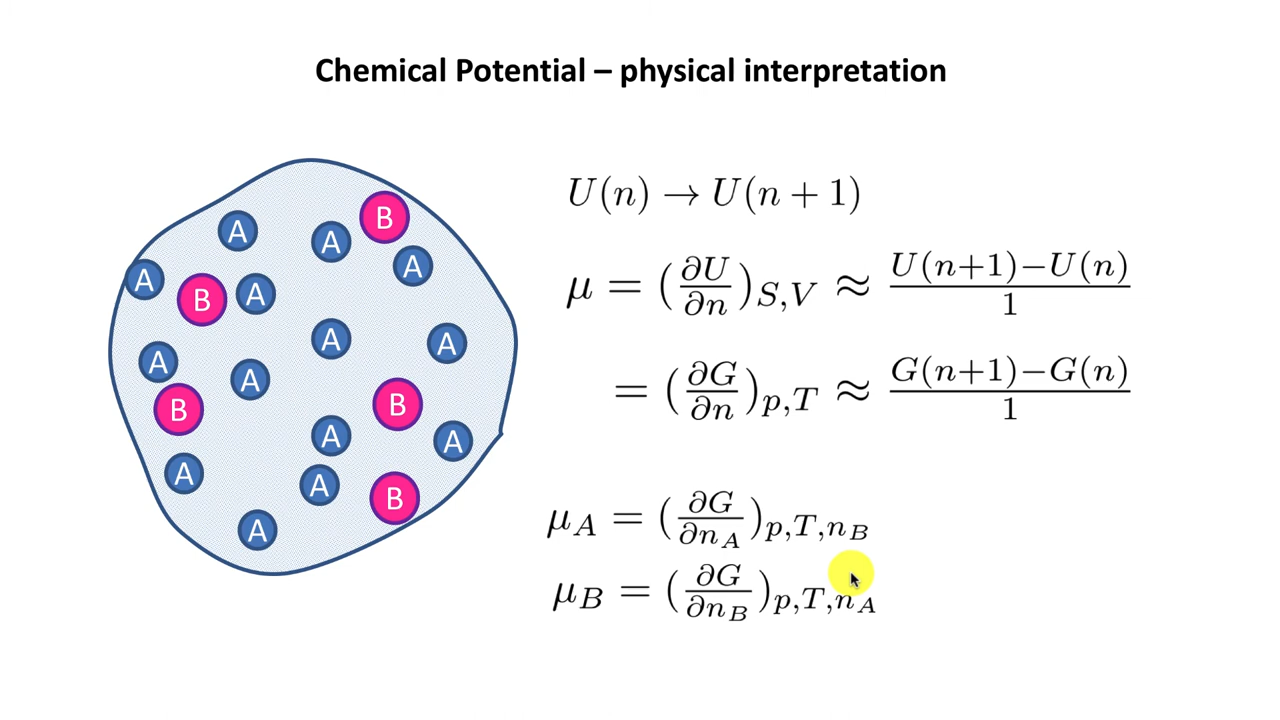 Chemical Potential – physical interpretation
U(n) → U(n + 1)
μ = (∂U/∂n)_{S,V} ≈ (U(n+1)−U(n))/1
= (∂G/∂n)_{p,T} ≈ (G(n+1)−G(n))/1
μ_A = (∂G/∂n_A)_{p,T,n_B}
μ_B = (∂G/∂n_B)_{p,T,n_A}
B
A
A
A
A
B
A
A
A
A
A
B
B
A
A
A
A
B
A